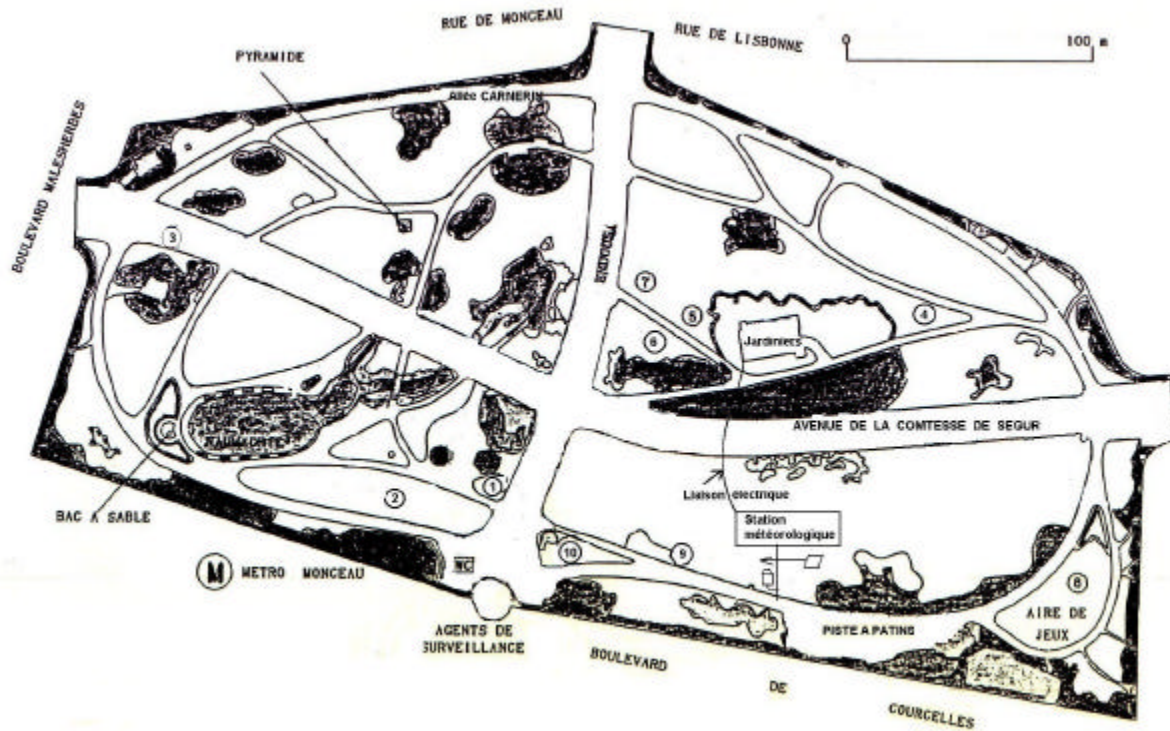 RUE DE MONCEAU
RUE DE LISBONNE
0
100 m
PYRAMIDE
Allée CARNERIN
BOULEVARD MALESHERBES
3
7
5
4
6
Jardiniers
AVENUE DE LA COMTESSE DE SEGUR
2
1
Liaison électrique
BAC A SABLE
Station
météorologique
10
9
8
METRO MONCEAU
M
WC
AIRE DE
JEUX
AGENTS DE
SURVEILLANCE
PISTE A PATINS
BOULEVARD
DE
COURCELLES